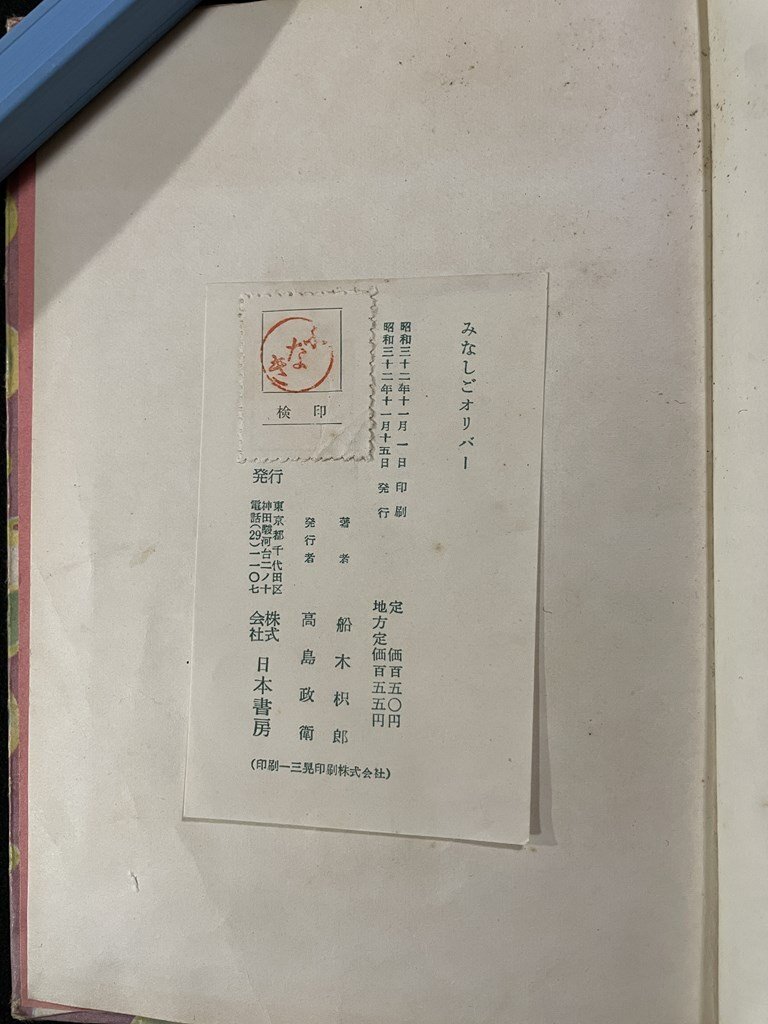 みなしごオリバー
昭和三十二年十一月一日 印刷
昭和三十二年十一月十五日 発行
定価百五〇円
地方定価百五五円
著者 船木枳郎
発行者 高島政衛
東京都千代田区
神田駿河台二ノ十
電話(29)一一〇七
発行 株式会社 日本書房
(印刷―三晃印刷株式会社)
ふなき
検印